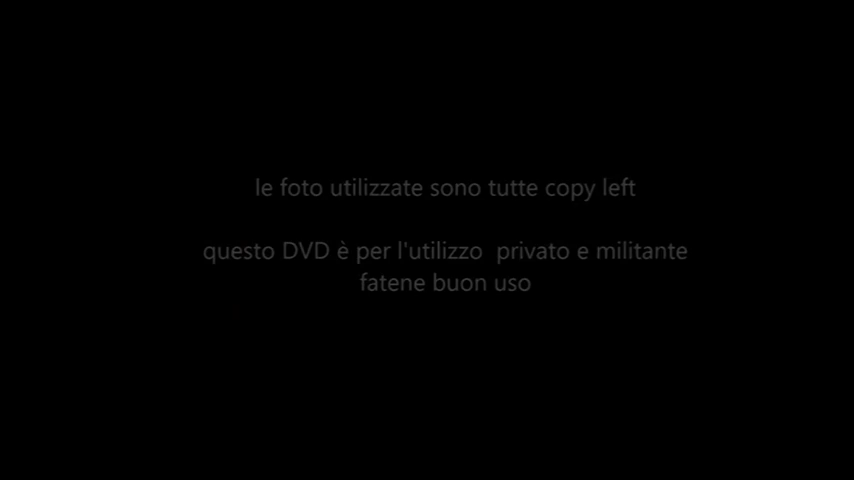 le foto utilizzate sono tutte copy left
questo DVD è per l'utilizzo  privato e militante
fatene buon uso